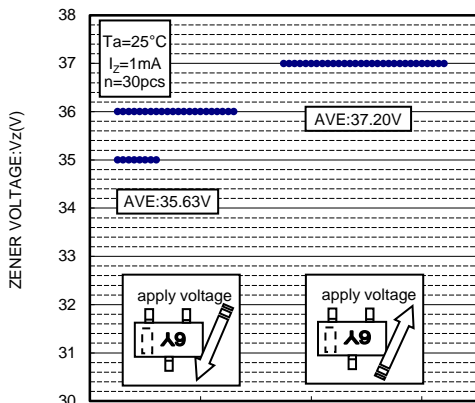 38
37
36
35
34
33
32
31
30
ZENER VOLTAGE:Vz(V)
Ta=25°C
IZ=1mA
n=30pcs
AVE:37.20V
AVE:35.63V
apply voltage
6Y
apply voltage
6Y